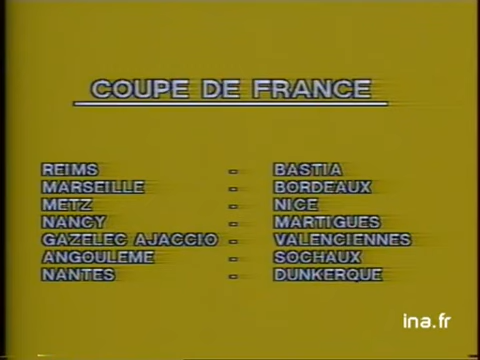 COUPE DE FRANCE
REIMS - BASTIA
MARSEILLE - BORDEAUX
METZ - NICE
NANCY - MARTIGUES
GAZELEC AJACCIO - VALENCIENNES
ANGOULEME - SOCHAUX
NANTES - DUNKERQUE
ina.fr